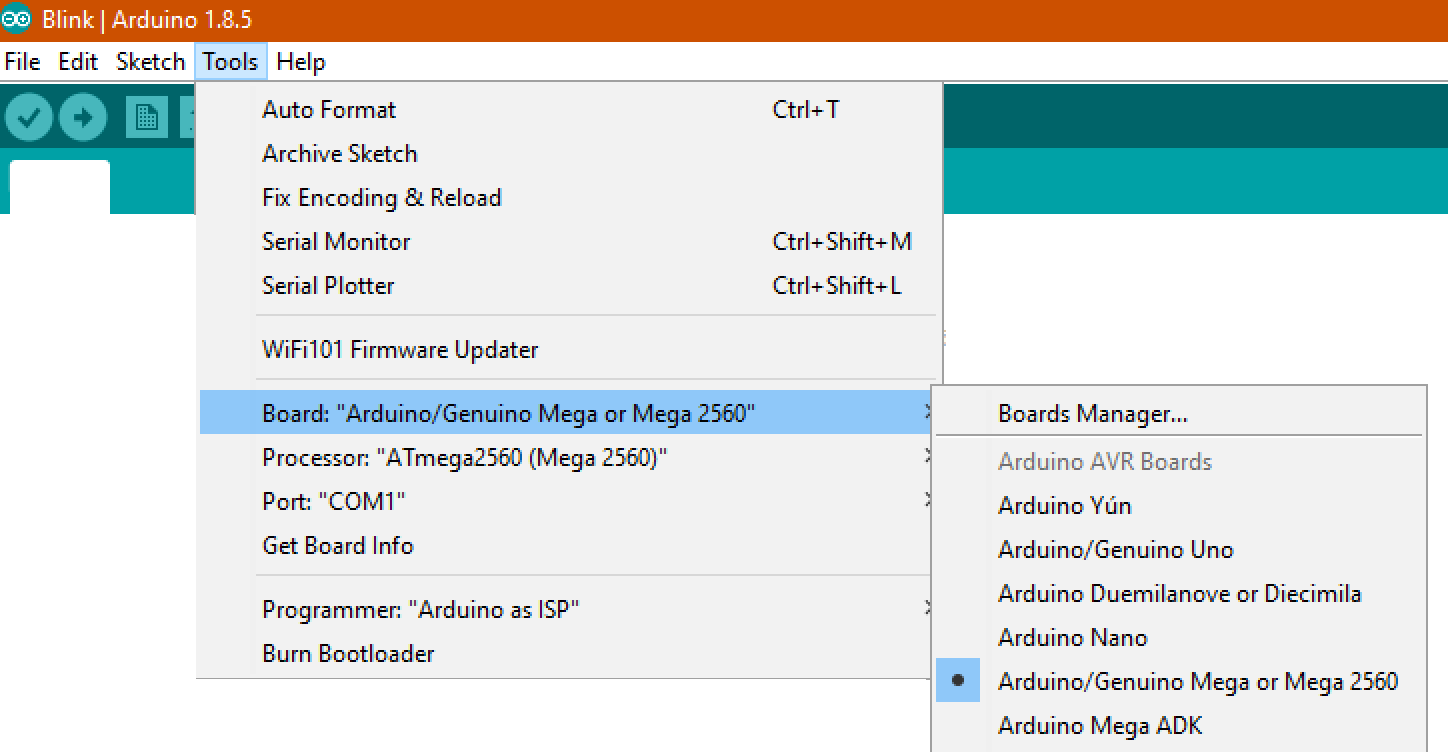 Blink | Arduino 1.8.5
File Edit Sketch Tools Help
Auto Format Ctrl+T
Archive Sketch
Fix Encoding & Reload
Serial Monitor Ctrl+Shift+M
Serial Plotter Ctrl+Shift+L
WiFi101 Firmware Updater
Board: "Arduino/Genuino Mega or Mega 2560"
Processor: "ATmega2560 (Mega 2560)"
Port: "COM1"
Get Board Info
Programmer: "Arduino as ISP"
Burn Bootloader
Boards Manager...
Arduino AVR Boards
Arduino Yún
Arduino/Genuino Uno
Arduino Duemilanove or Diecimila
Arduino Nano
Arduino/Genuino Mega or Mega 2560
Arduino Mega ADK